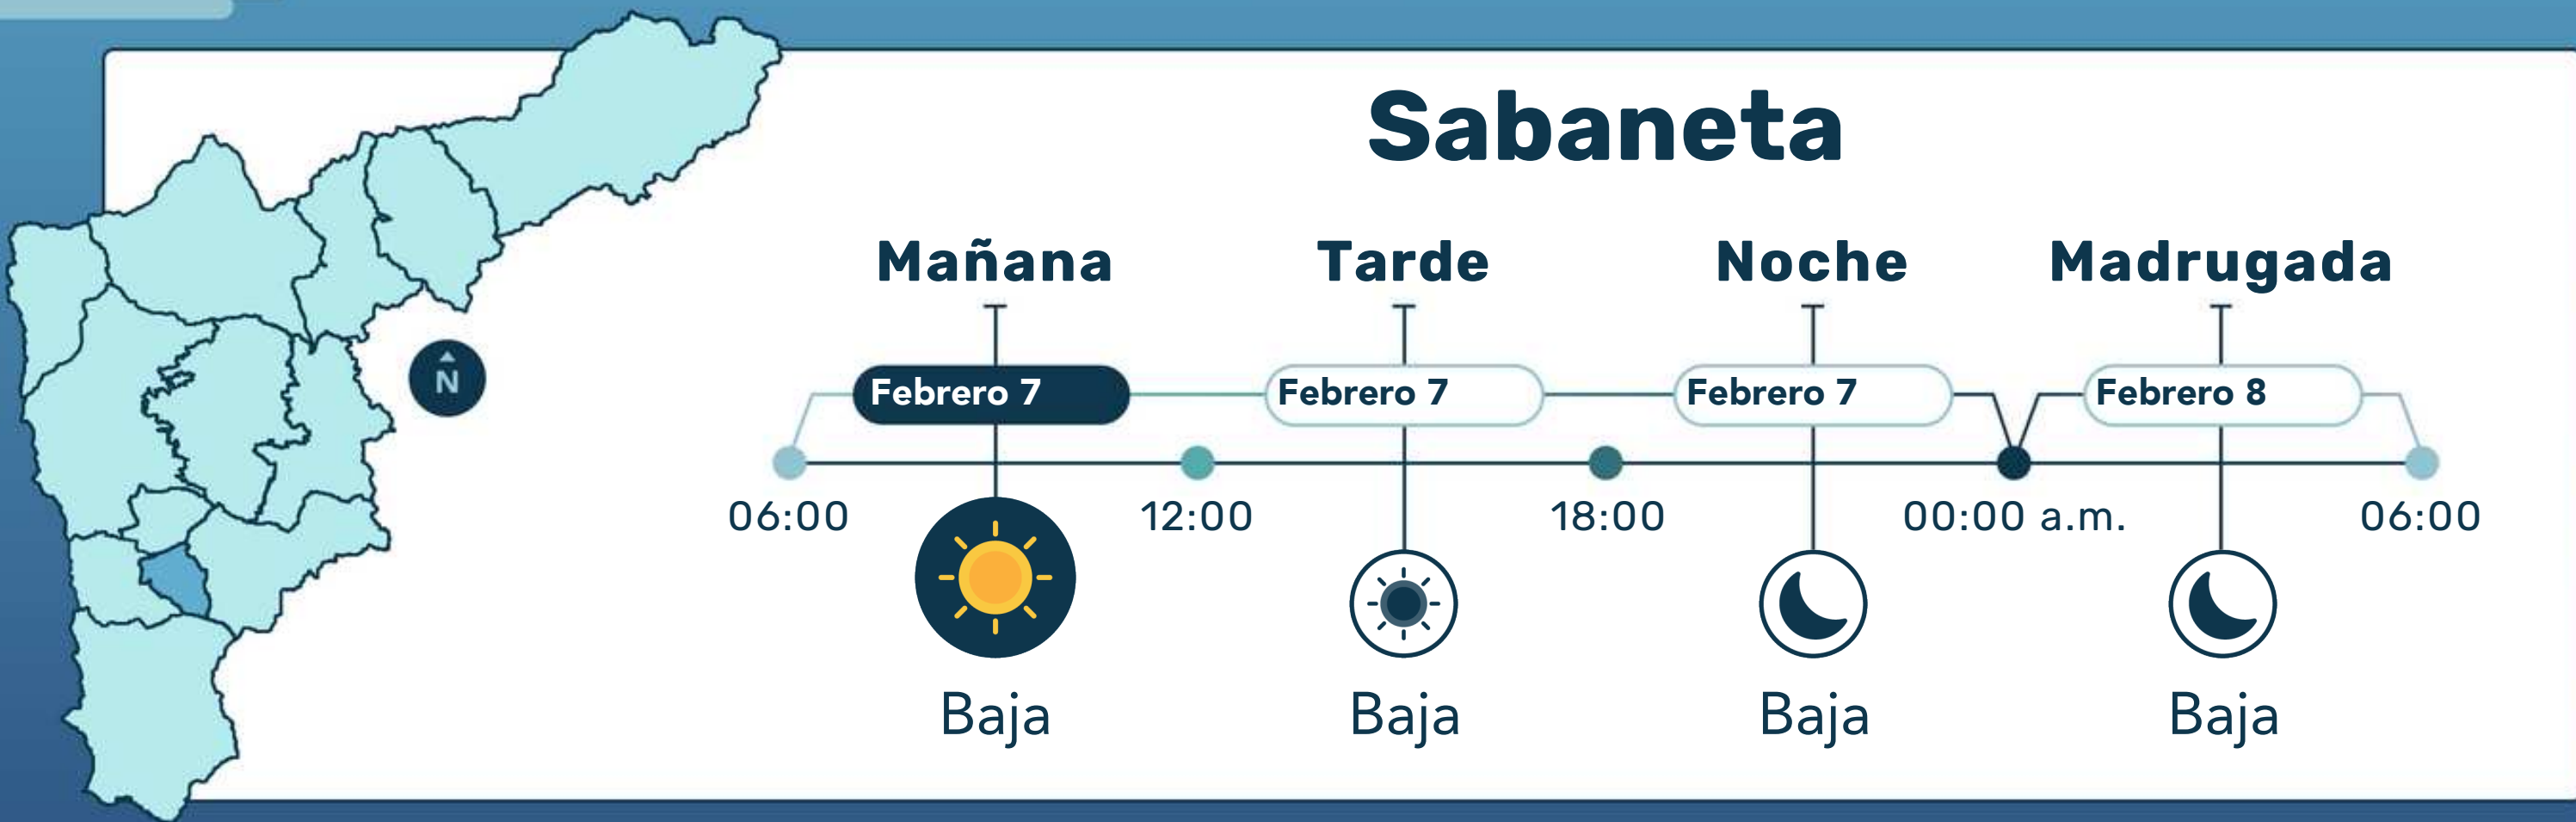 Sabaneta
Mañana Tarde Noche Madrugada
Febrero 7 Febrero 7 Febrero 7 Febrero 8
N
06:00 12:00 18:00 00:00 a.m. 06:00
Baja Baja Baja Baja